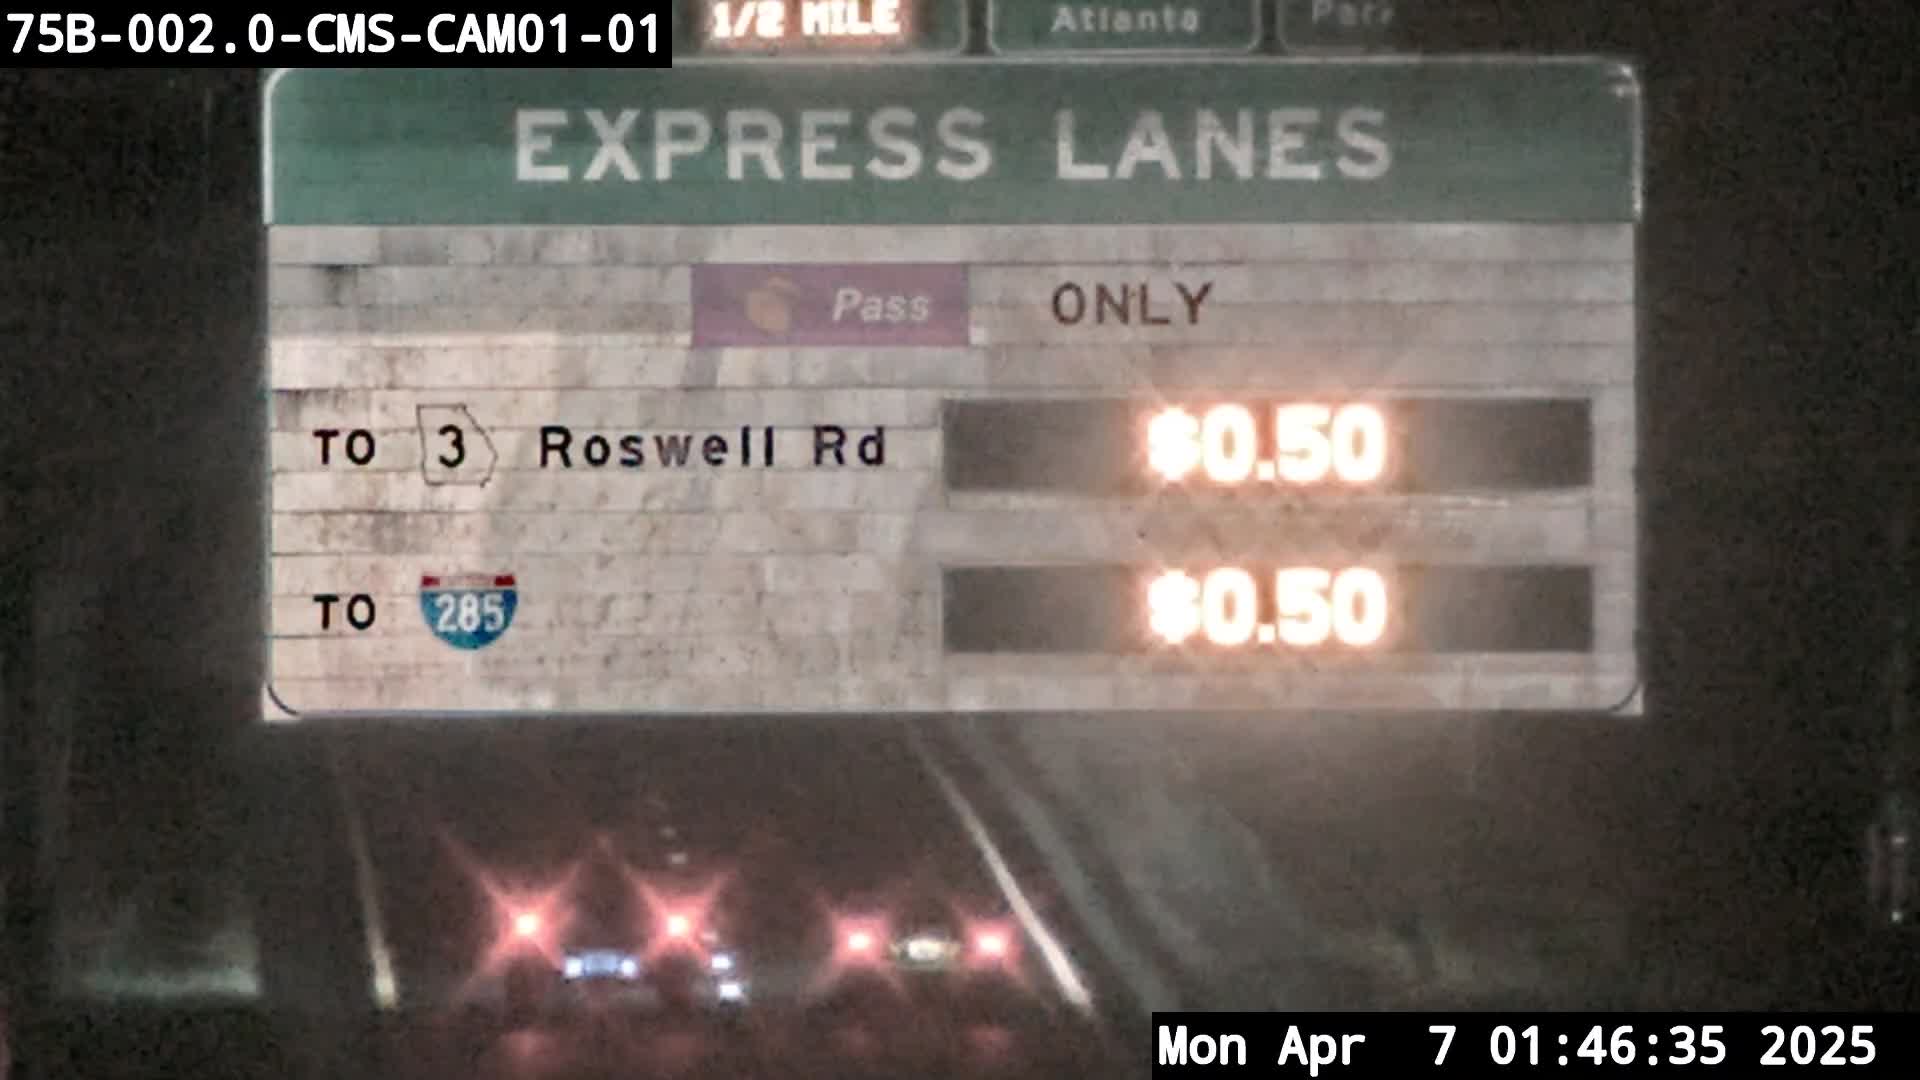 75B-002.0-CMS-CAM01-01
1/2 MILE
Atlanta
EXPRESS LANES
Pass ONLY
TO 3 Roswell Rd $0.50
TO 285 $0.50
Mon Apr 7 01:46:35 2025